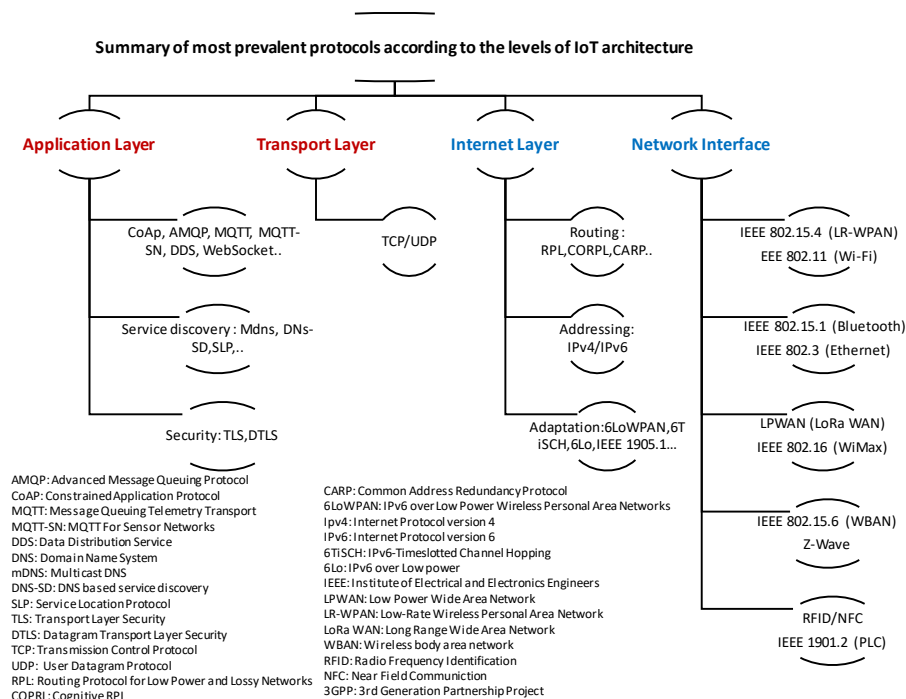 Summary of most prevalent protocols according to the levels of IoT architecture
Application Layer
Transport Layer
Internet Layer
Network Interface
CoAp, AMQP, MQTT, MQTT-
SN, DDS, WebSocket..
Service discovery : Mdns, DNs-
SD,SLP,..
Security: TLS,DTLS
TCP/UDP
Routing :
RPL,CORPL,CARP..
Addressing:
IPv4/IPv6
Adaptation:6LoWPAN,6T
iSCH,6Lo,IEEE 1905.1...
IEEE 802.15.4 (LR-WPAN)
EEE 802.11 (Wi-Fi)
IEEE 802.15.1 (Bluetooth)
IEEE 802.3 (Ethernet)
LPWAN (LoRa WAN)
IEEE 802.16 (WiMax)
IEEE 802.15.6 (WBAN)
Z-Wave
RFID/NFC
IEEE 1901.2 (PLC)
AMQP: Advanced Message Queuing Protocol
CoAP: Constrained Application Protocol
MQTT: Message Queuing Telemetry Transport
MQTT-SN: MQTT For Sensor Networks
DDS: Data Distribution Service
DNS: Domain Name System
mDNS: Multicast DNS
DNS-SD: DNS based service discovery
SLP: Service Location Protocol
TLS: Transport Layer Security
DTLS: Datagram Transport Layer Security
TCP: Transmission Control Protocol
UDP: User Datagram Protocol
RPL: Routing Protocol for Low Power and Lossy Networks
COPRL: Cognitive RPL
CARP: Common Address Redundancy Protocol
6LoWPAN: IPv6 over Low Power Wireless Personal Area Networks
Ipv4: Internet Protocol version 4
IPv6: Internet Protocol version 6
6TiSCH: IPv6-Timeslotted Channel Hopping
6Lo: IPv6 over Low power
IEEE: Institute of Electrical and Electronics Engineers
LPWAN: Low Power Wide Area Network
LR-WPAN: Low-Rate Wireless Personal Area Network
LoRa WAN: Long Range Wide Area Network
WBAN: Wireless body area network
RFID: Radio Frequency Identification
NFC: Near Field Communiction
3GPP: 3rd Generation Partnership Project